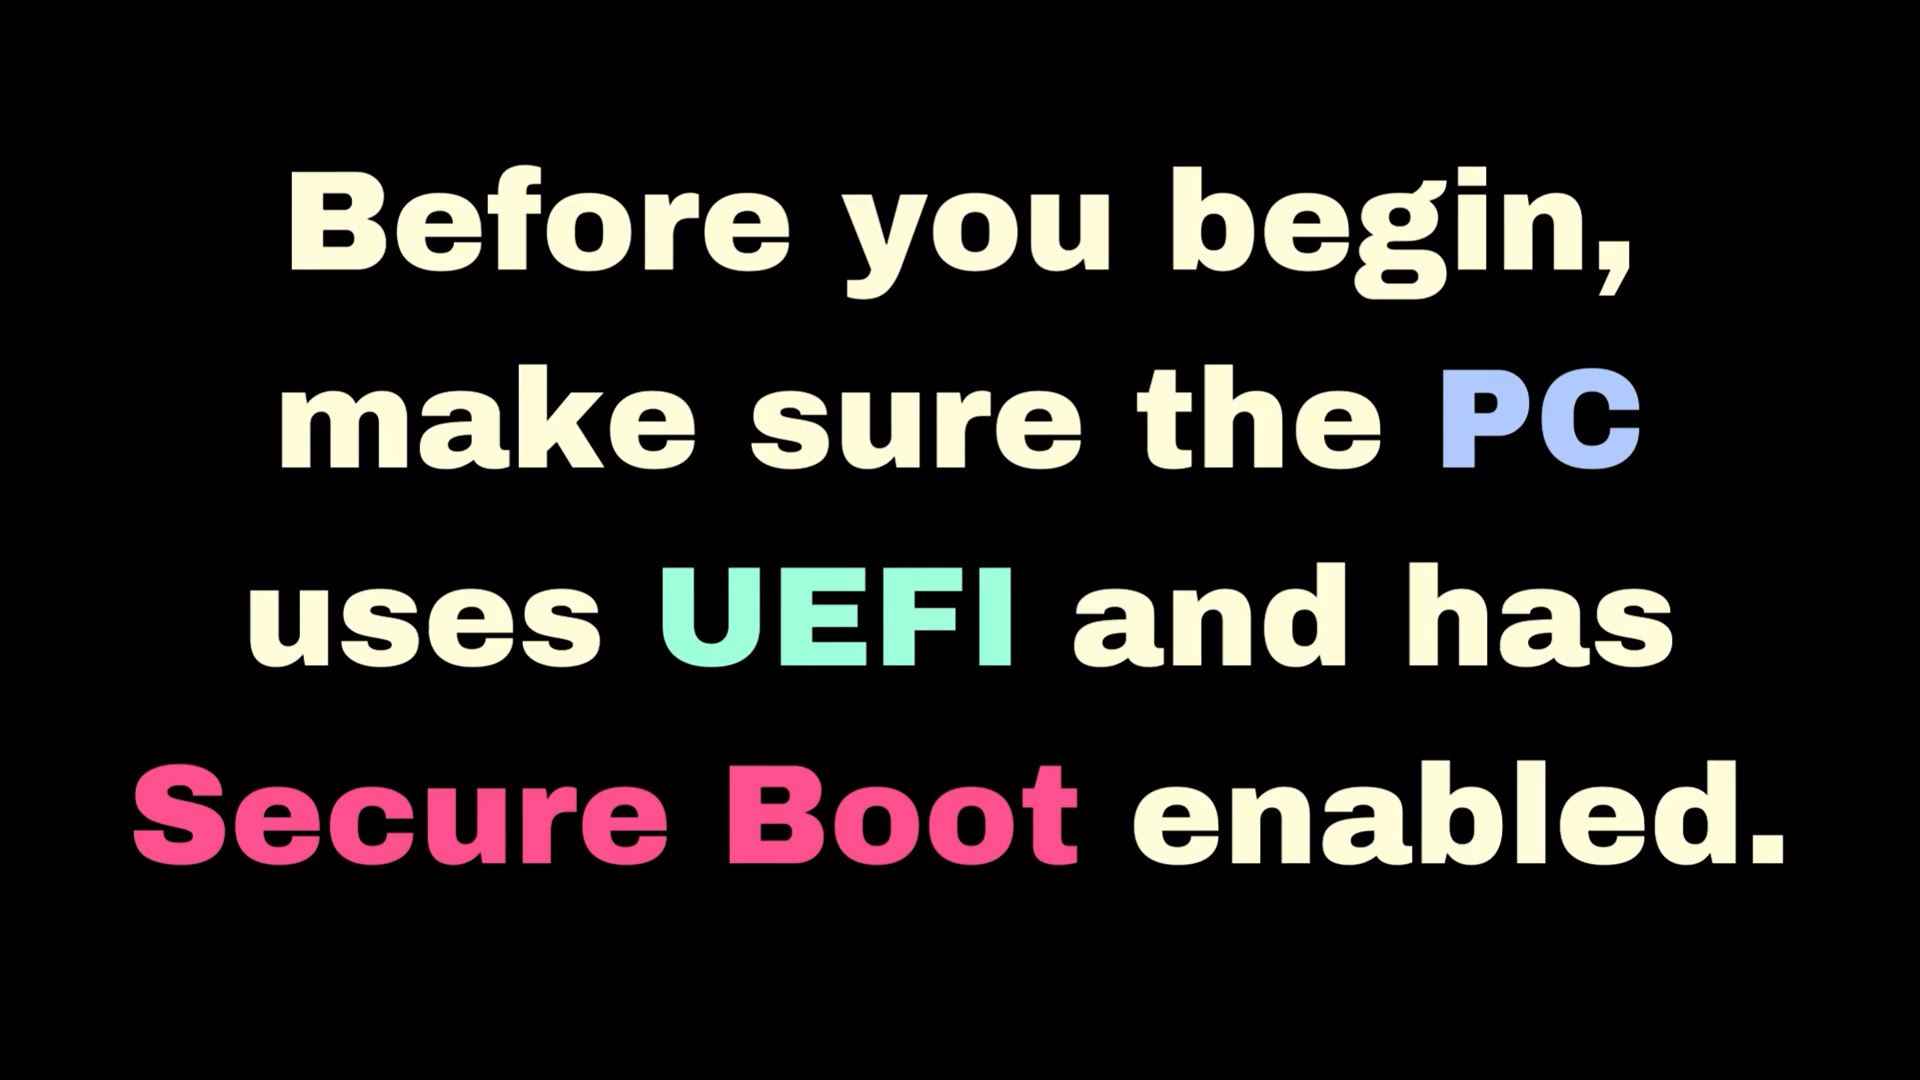 Before you begin,
make sure the PC
uses UEFI and has
Secure Boot enabled.